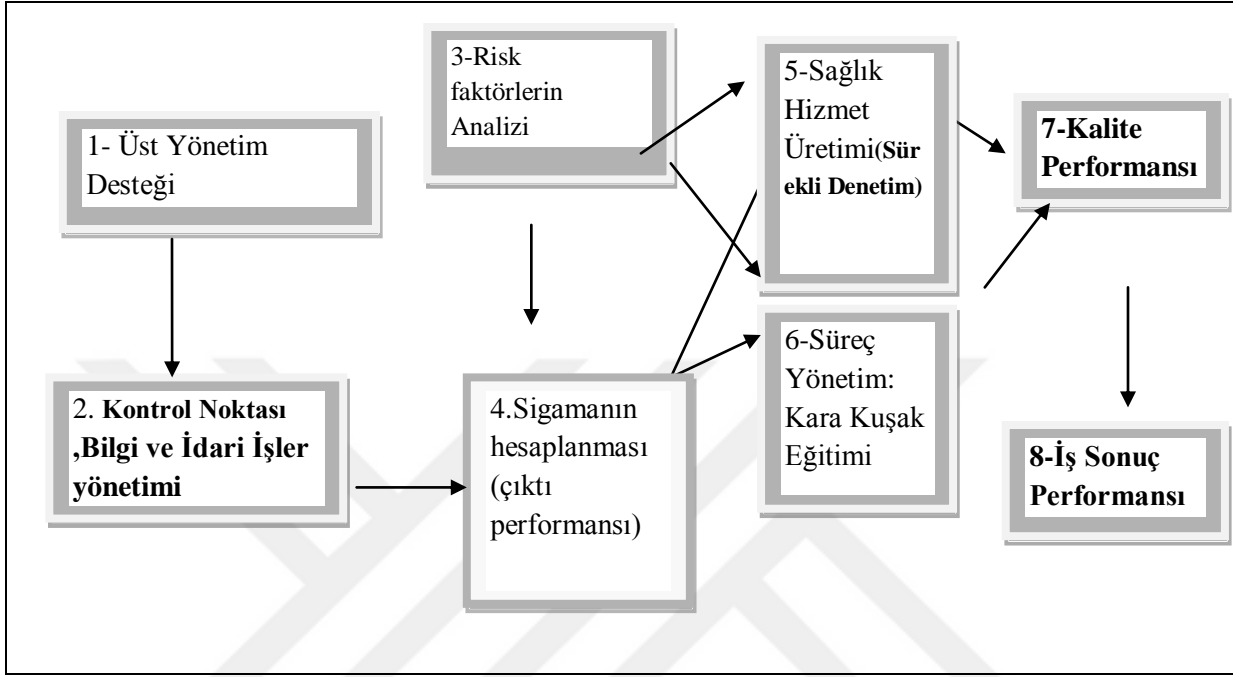 1- Üst Yönetim
Desteği
2. Kontrol Noktası
,Bilgi ve İdari İşler
yönetimi
3-Risk
faktörlerin
Analizi
4.Sigamanın
hesaplanması
(çıktı
performansı)
5-Sağlık
Hizmet
Üretimi(Sür
ekli Denetim)
6-Süreç
Yönetim:
Kara Kuşak
Eğitimi
7-Kalite
Performansı
8-İş Sonuç
Performansı